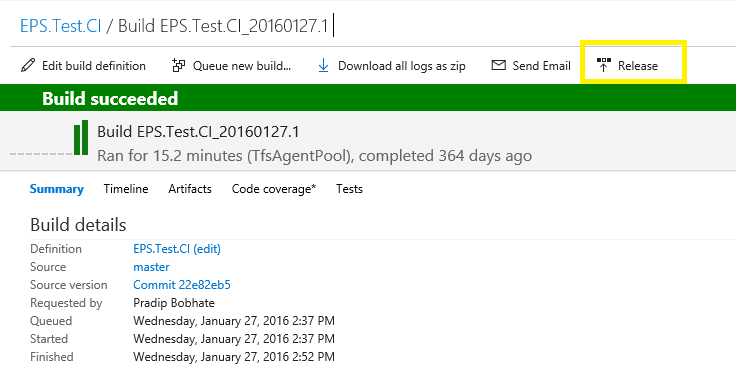 EPS.Test.CI / Build EPS.Test.CI_20160127.1
Edit build definition Queue new build... Download all logs as zip Send Email Release
Build succeeded
Build EPS.Test.CI_20160127.1
Ran for 15.2 minutes (TfsAgentPool), completed 364 days ago
Summary Timeline Artifacts Code coverage* Tests
Build details
Definition EPS.Test.CI (edit)
Source master
Source version Commit 22e82eb5
Requested by Pradip Bobhate
Queued Wednesday, January 27, 2016 2:37 PM
Started Wednesday, January 27, 2016 2:37 PM
Finished Wednesday, January 27, 2016 2:52 PM